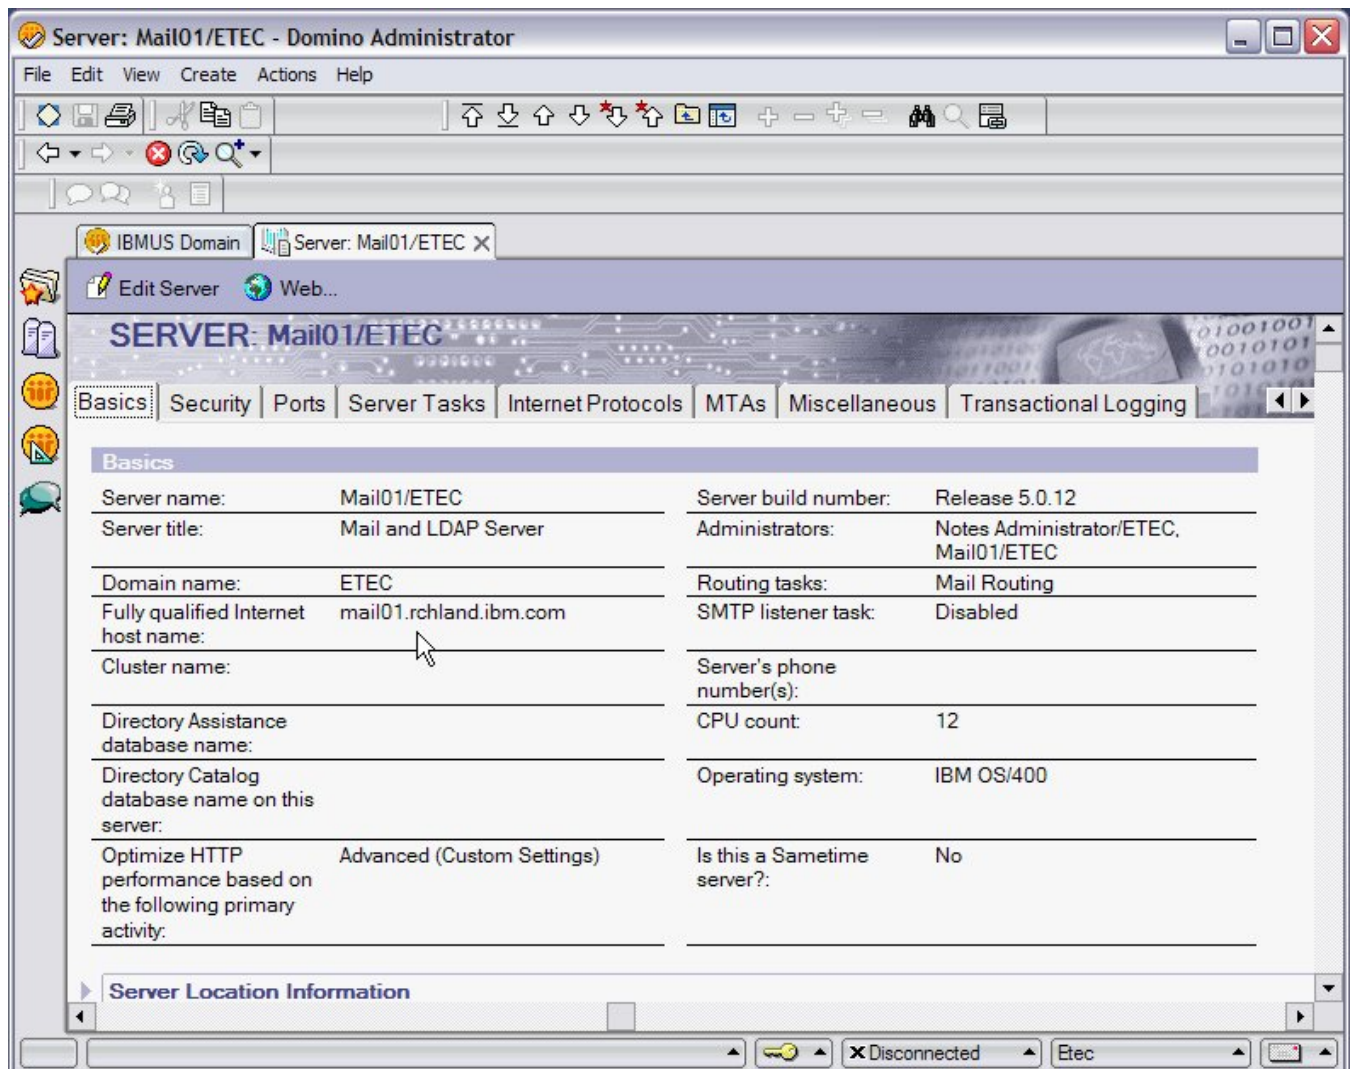 Server: Mail01/ETEC - Domino Administrator
File Edit View Create Actions Help
IBMUS Domain Server: Mail01/ETEC
Edit Server Web...
SERVER: Mail01/ETEC
Basics Security Ports Server Tasks Internet Protocols MTAs Miscellaneous Transactional Logging
Basics
Server name: Mail01/ETEC Server build number: Release 5.0.12
Server title: Mail and LDAP Server Administrators: Notes Administrator/ETEC,
Mail01/ETEC
Domain name: ETEC Routing tasks: Mail Routing
Fully qualified Internet mail01.rchland.ibm.com SMTP listener task: Disabled
host name:
Cluster name: Server's phone
number(s):
Directory Assistance CPU count: 12
database name:
Directory Catalog Operating system: IBM OS/400
database name on this
server:
Optimize HTTP Advanced (Custom Settings) Is this a Sametime No
performance based on server?:
the following primary
activity:
Server Location Information
Disconnected Etec